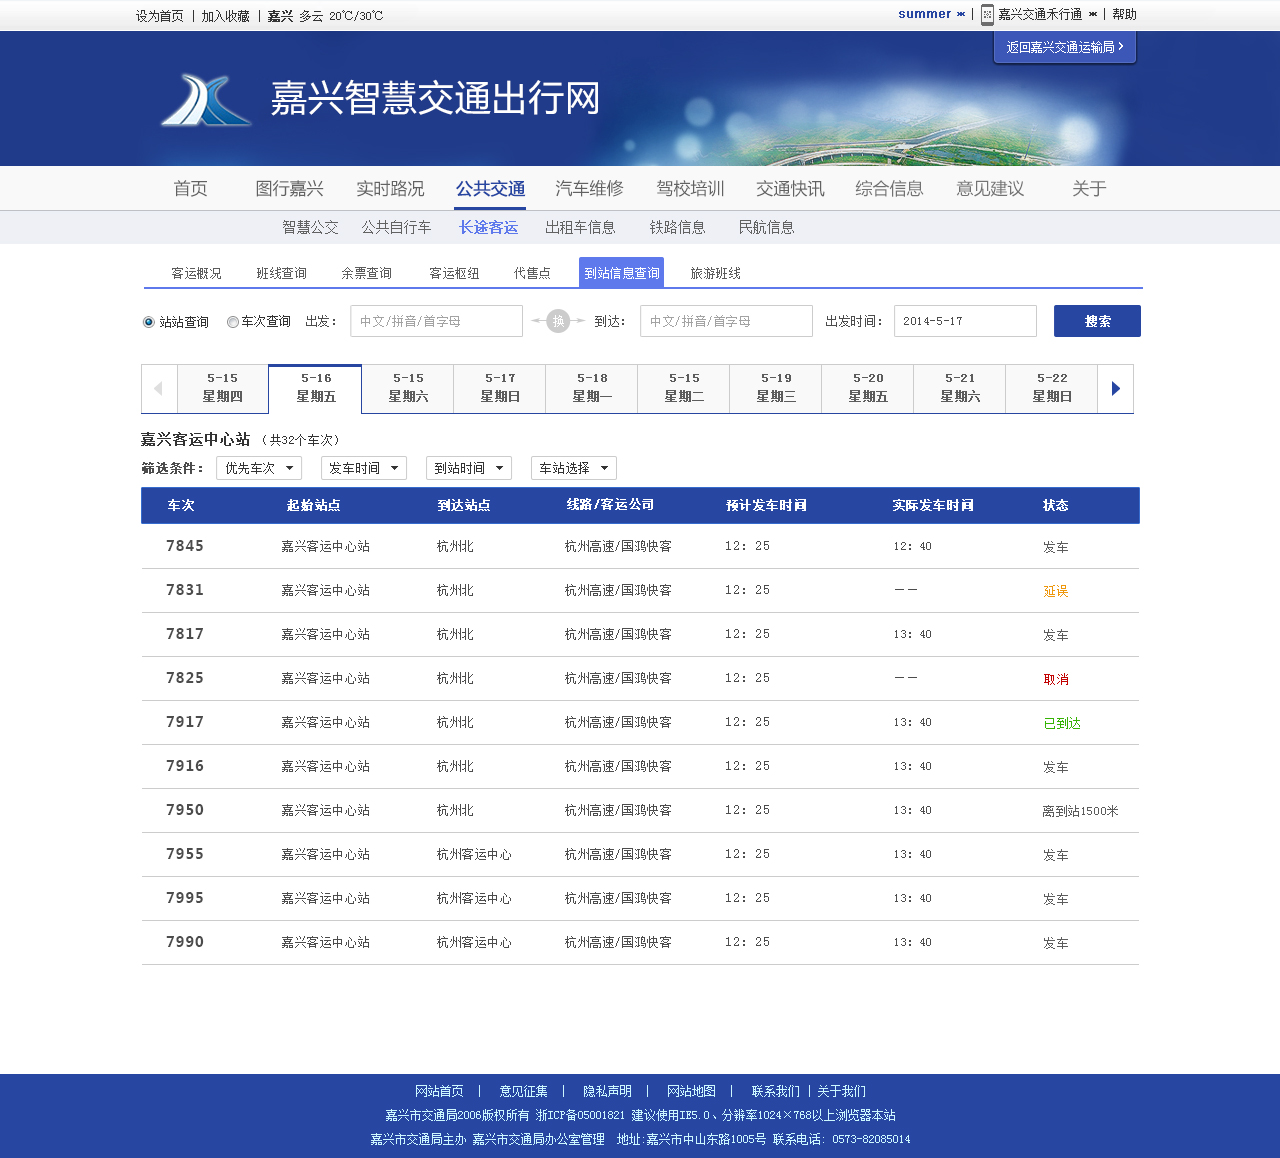 设为首页 | 加入收藏 | 嘉兴 多云 20℃/30℃
summer | 嘉兴交通禾行通 | 帮助
返回嘉兴交通运输局 >
嘉兴智慧交通出行网
首页 图行嘉兴 实时路况 公共交通 汽车维修 驾校培训 交通快讯 综合信息 意见建议 关于
智慧公交 公共自行车 长途客运 出租车信息 铁路信息 民航信息
客运概况 班线查询 余票查询 客运枢纽 代售点 到站信息查询 旅游班线
站站查询 车次查询 出发： 中文/拼音/首字母 换 到达： 中文/拼音/首字母 出发时间： 2014-5-17 搜索
5-15 5-16 5-15 5-17 5-18 5-15 5-19 5-20 5-21 5-22
星期四 星期五 星期六 星期日 星期一 星期二 星期三 星期五 星期六 星期日
嘉兴客运中心站 （共32个车次）
筛选条件： 优先车次 发车时间 到站时间 车站选择
车次 起始站点 到达站点 线路/客运公司 预计发车时间 实际发车时间 状态
7845 嘉兴客运中心站 杭州北 杭州高速/国鸿快客 12：25 12：40 发车
7831 嘉兴客运中心站 杭州北 杭州高速/国鸿快客 12：25 －－ 延误
7817 嘉兴客运中心站 杭州北 杭州高速/国鸿快客 12：25 13：40 发车
7825 嘉兴客运中心站 杭州北 杭州高速/国鸿快客 12：25 －－ 取消
7917 嘉兴客运中心站 杭州北 杭州高速/国鸿快客 12：25 13：40 已到达
7916 嘉兴客运中心站 杭州北 杭州高速/国鸿快客 12：25 13：40 发车
7950 嘉兴客运中心站 杭州北 杭州高速/国鸿快客 12：25 13：40 离到站1500米
7955 嘉兴客运中心站 杭州客运中心 杭州高速/国鸿快客 12：25 13：40 发车
7995 嘉兴客运中心站 杭州客运中心 杭州高速/国鸿快客 12：25 13：40 发车
7990 嘉兴客运中心站 杭州客运中心 杭州高速/国鸿快客 12：25 13：40 发车
网站首页 | 意见征集 | 隐私声明 | 网站地图 | 联系我们 | 关于我们
嘉兴市交通局2006版权所有 浙ICP备05001821 建议使用IE5.0、分辨率1024×768以上浏览器本站
嘉兴市交通局主办 嘉兴市交通局办公室管理 地址:嘉兴市中山东路1005号 联系电话: 0573-82085014